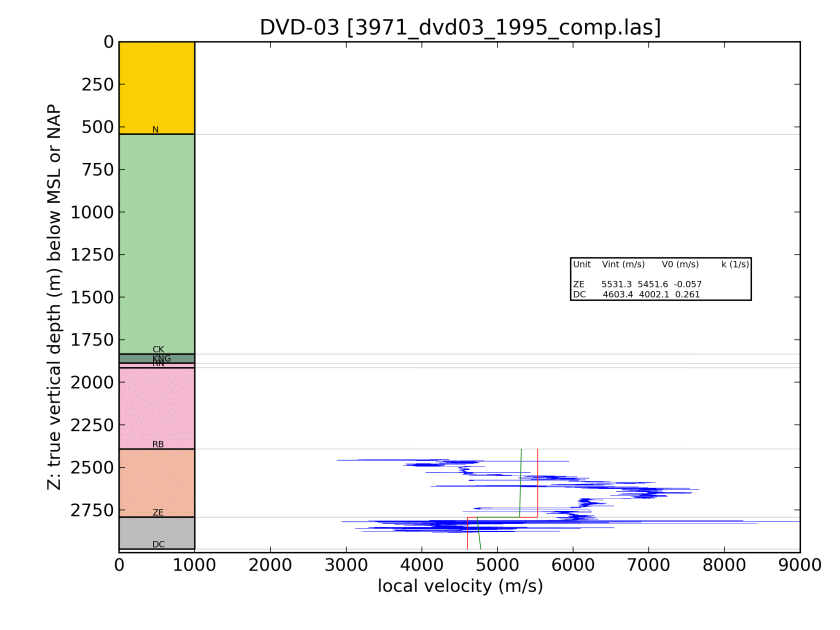 DVD-03 [3971_dvd03_1995_comp.las]
Z: true vertical depth (m) below MSL or NAP
0
250
500
750
1000
1250
1500
1750
2000
2250
2500
2750
N
CK
KNG
RN
RB
ZE
DC
Unit Vint (m/s) V0 (m/s) k (1/s)
ZE 5531.3 5451.6 -0.057
DC 4603.4 4002.1 0.261
0 1000 2000 3000 4000 5000 6000 7000 8000 9000
local velocity (m/s)